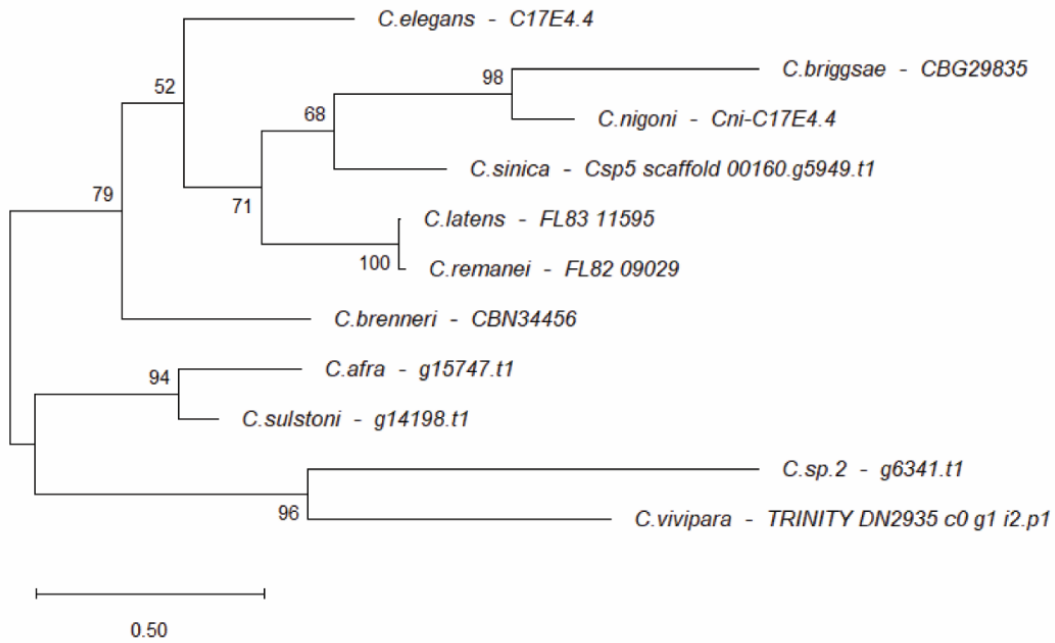 C.elegans - C17E4.4
C.briggsae - CBG29835
52
98
C.nigoni - Cni-C17E4.4
68
C.sinica - Csp5 scaffold 00160.g5949.t1
79
71
C.latens - FL83 11595
100
C.remanei - FL82 09029
C.brenneri - CBN34456
C.afra - g15747.t1
94
C.sulstoni - g14198.t1
C.sp.2 - g6341.t1
96
C.vivipara - TRINITY DN2935 c0 g1 i2.p1
0.50